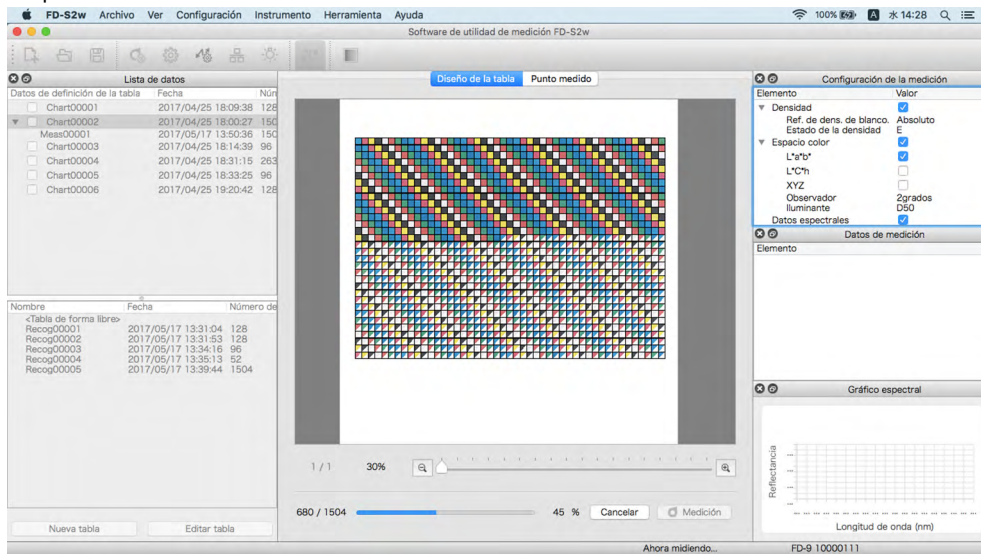 FD-S2w Archivo Ver Configuración Instrumento Herramienta Ayuda 100% A 水 14:28
Software de utilidad de medición FD-S2w
Lista de datos
Datos de definición de la tabla Fecha Núm
Chart00001 2017/04/25 18:09:38 128
Chart00002 2017/04/25 18:00:27 150
Meas00001 2017/05/17 13:50:36 150
Chart00003 2017/04/25 18:14:39 96
Chart00004 2017/04/25 18:31:15 263
Chart00005 2017/04/25 18:33:25 96
Chart00006 2017/04/25 19:20:42 128
Nombre Fecha Número de
<Tabla de forma libre>
Recog00001 2017/05/17 13:31:04 128
Recog00002 2017/05/17 13:31:53 128
Recog00003 2017/05/17 13:34:16 96
Recog00004 2017/05/17 13:35:13 52
Recog00005 2017/05/17 13:39:44 1504
Nueva tabla Editar tabla
Diseño de la tabla Punto medido
1 / 1 30%
680 / 1504 45 % Cancelar Medición
Configuración de la medición
Elemento Valor
Densidad
Ref. de dens. de blanco. Absoluto
Estado de la densidad E
Espacio color
L*a*b*
L*C*h
XYZ
Observador 2grados
Iluminante D50
Datos espectrales
Datos de medición
Elemento
Gráfico espectral
Reflectancia
Longitud de onda (nm)
Ahora midiendo... FD-9 10000111